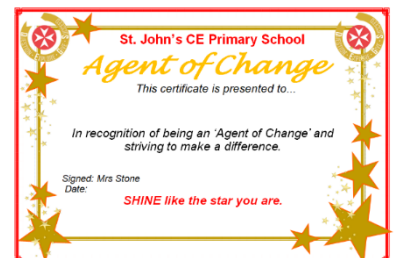 St. John's CE Primary School
Agent of Change
This certificate is presented to...
In recognition of being an 'Agent of Change' and
striving to make a difference.
Signed: Mrs Stone
Date:
SHINE like the star you are.